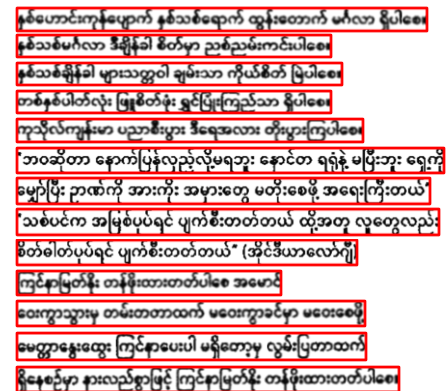 နှစ်ဟောင်းကုန်ပျောက် နှစ်သစ်ရောက် ထွန်းတောက် မင်္ဂလာ ရှိပါစေ။
နှစ်သစ်မင်္ဂလာ ဒီချိန်ခါ စိတ်မှာ ညစ်ညမ်းကင်းပါစေ။
နှစ်သစ်ချိန်ခါ များသတ္တဝါ ချမ်းသာ ကိုယ်စိတ် မြဲပါစေ။
တစ်နှစ်ပါတ်လုံး ဖြူစိတ်ဖုံး ရွှင်ပြုံးကြည်သာ ရှိပါစေ။
ကုသိုလ်ကျန်းမာ ပညာစီးပွား ဒီရေအလား တိုးပွားကြပါစေ။
"ဘဝဆိုတာ နောက်ပြန်လှည့်လို့မရဘူး နောင်တ ရရုံနဲ့ မပြီးဘူး ရှေ့ကို
မျှော်ပြီး ဉာဏ်ကို အားကိုး အမှားတွေ မတိုးစေဖို့ အရေးကြီးတယ်"
"သစ်ပင်က အမြစ်ပုပ်ရင် ပျက်စီးတတ်တယ် ထို့အတူ လူတွေလည်း
စိတ်ဓါတ်ပုပ်ရင် ပျက်စီးတတ်တယ်" (အိုင်ဒီယာလော်ဂျီ)
ကြင်နာမြတ်နိုး တန်ဖိုးထားတတ်ပါစေ အမောင်
ဝေးကွာသွားမှ တမ်းတတာထက် မဝေးကွာခင်မှာ မဝေးစေဖို့
မေတ္တာနွေးထွေး ကြင်နာပေးပါ မရှိတော့မှ လွမ်းပြတာထက်
ရှိနေစဉ်မှာ နားလည်စွာဖြင့် ကြင်နာမြတ်နိုး တန်ဖိုးထားတတ်ပါစေ။